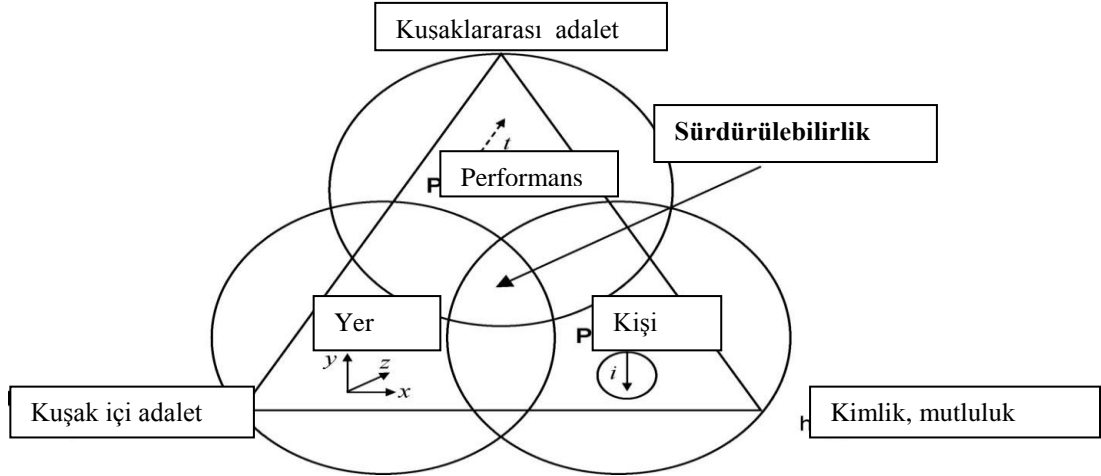 Kuşaklararası adalet
Sürdürülebilirlik
t
P
Performans
Yer
P
Kişi
y
z
x
i
Kuşak içi adalet
h
Kimlik, mutluluk